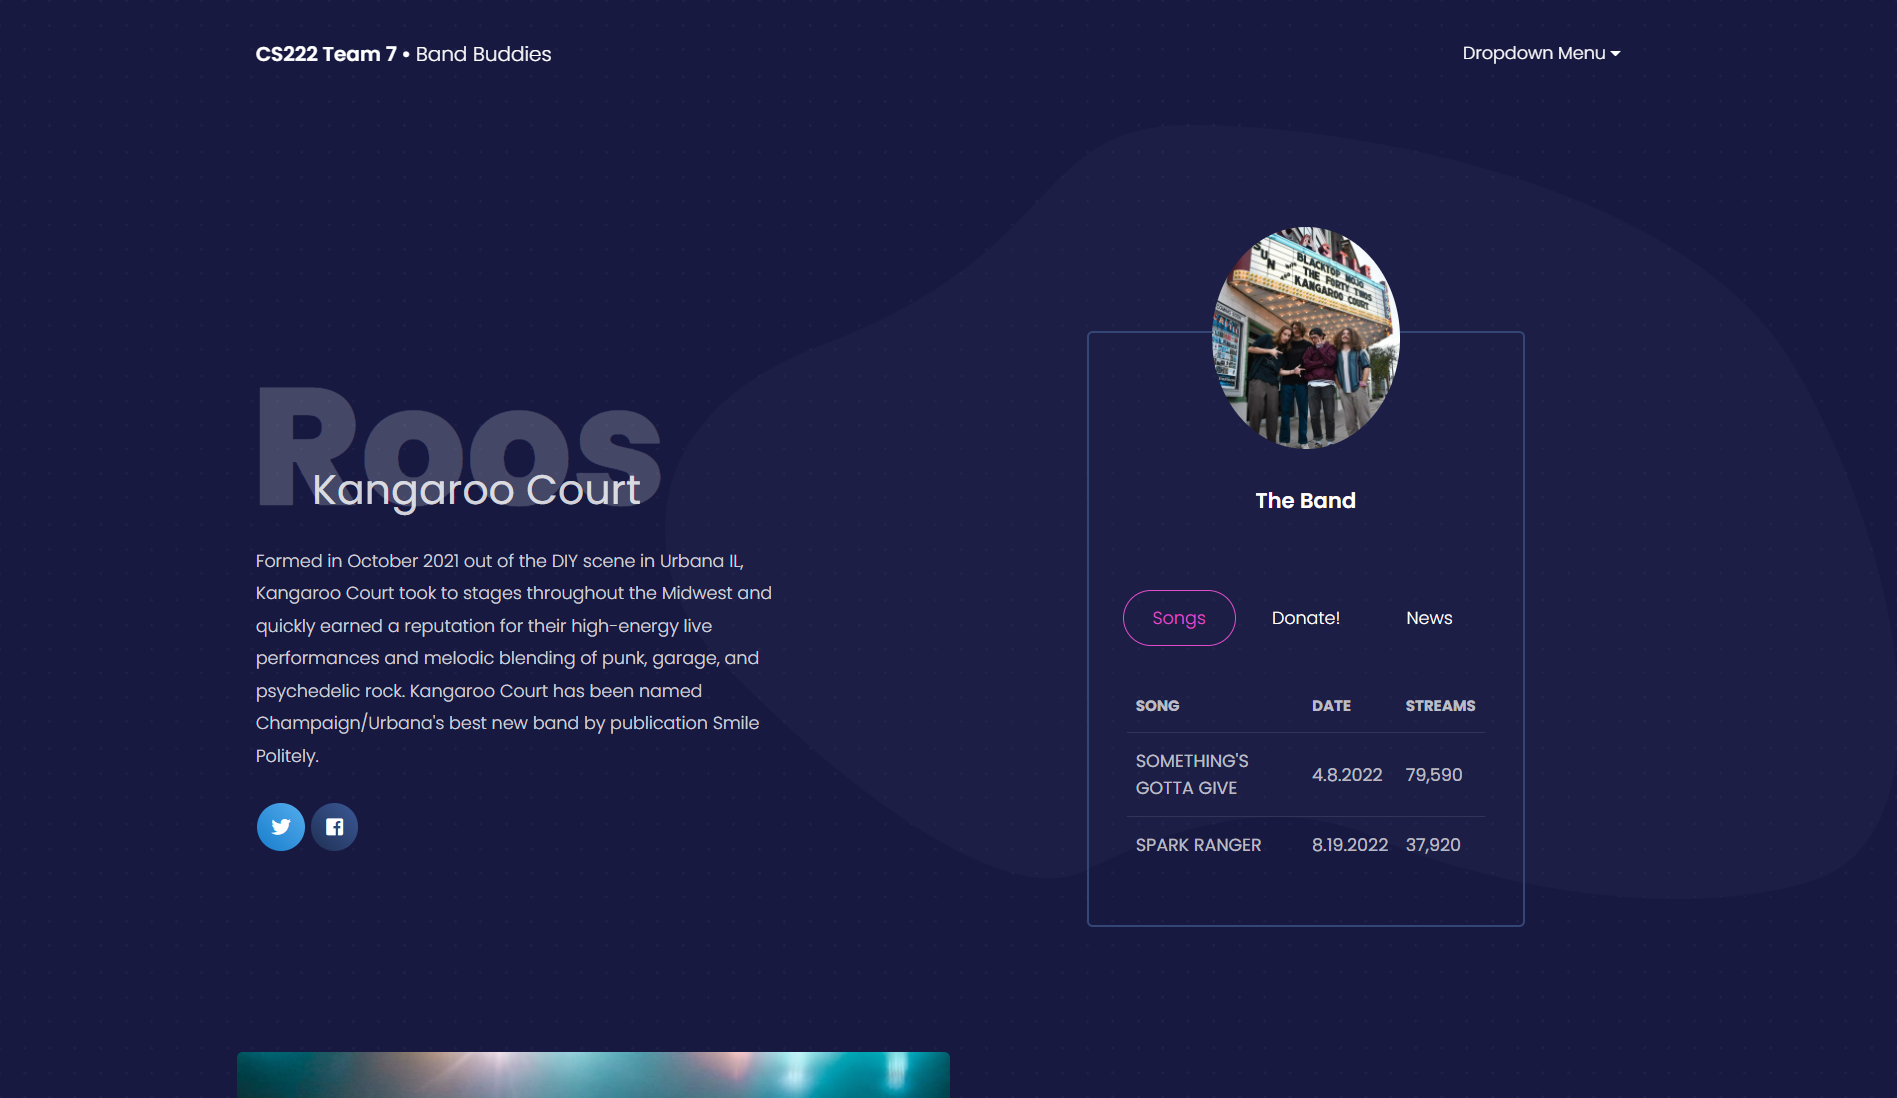 CS222 Team 7 • Band Buddies
Dropdown Menu
Roos
Kangaroo Court
Formed in October 2021 out of the DIY scene in Urbana IL,
Kangaroo Court took to stages throughout the Midwest and
quickly earned a reputation for their high-energy live
performances and melodic blending of punk, garage, and
psychedelic rock. Kangaroo Court has been named
Champaign/Urbana's best new band by publication Smile
Politely.
SUN
BLACKTOP MOJO
THE FORTY TWOS
KANGAROO COURT
The Band
Songs Donate! News
SONG DATE STREAMS
SOMETHING'S
GOTTA GIVE 4.8.2022 79,590
SPARK RANGER 8.19.2022 37,920